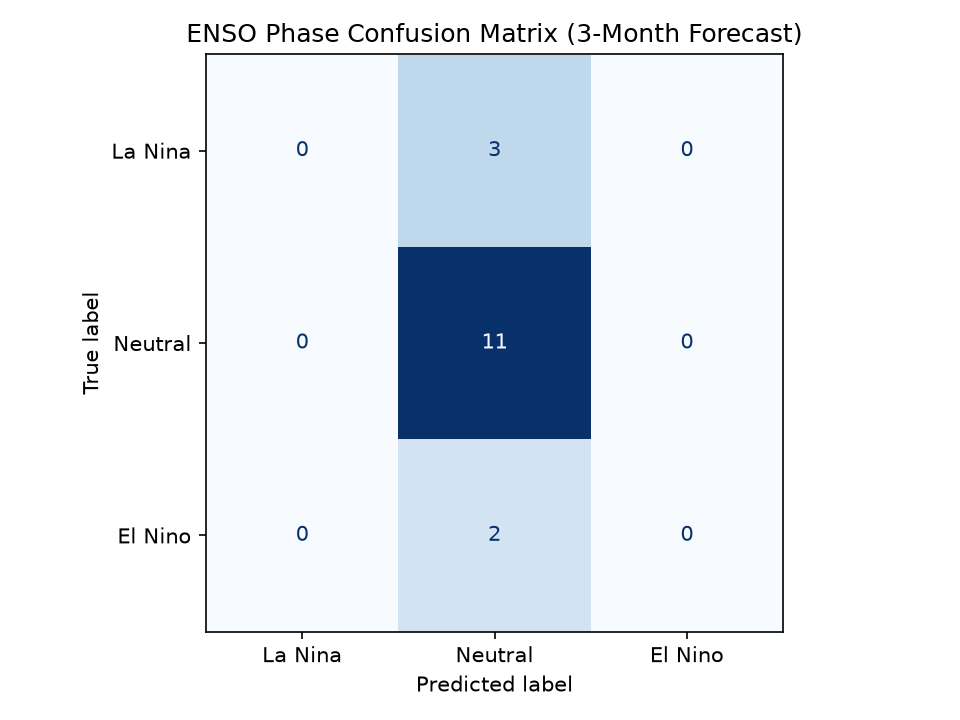 ENSO Phase Confusion Matrix (3-Month Forecast)
La Nina 0 3 0
Neutral 0 11 0
El Nino 0 2 0
True label
La Nina Neutral El Nino
Predicted label